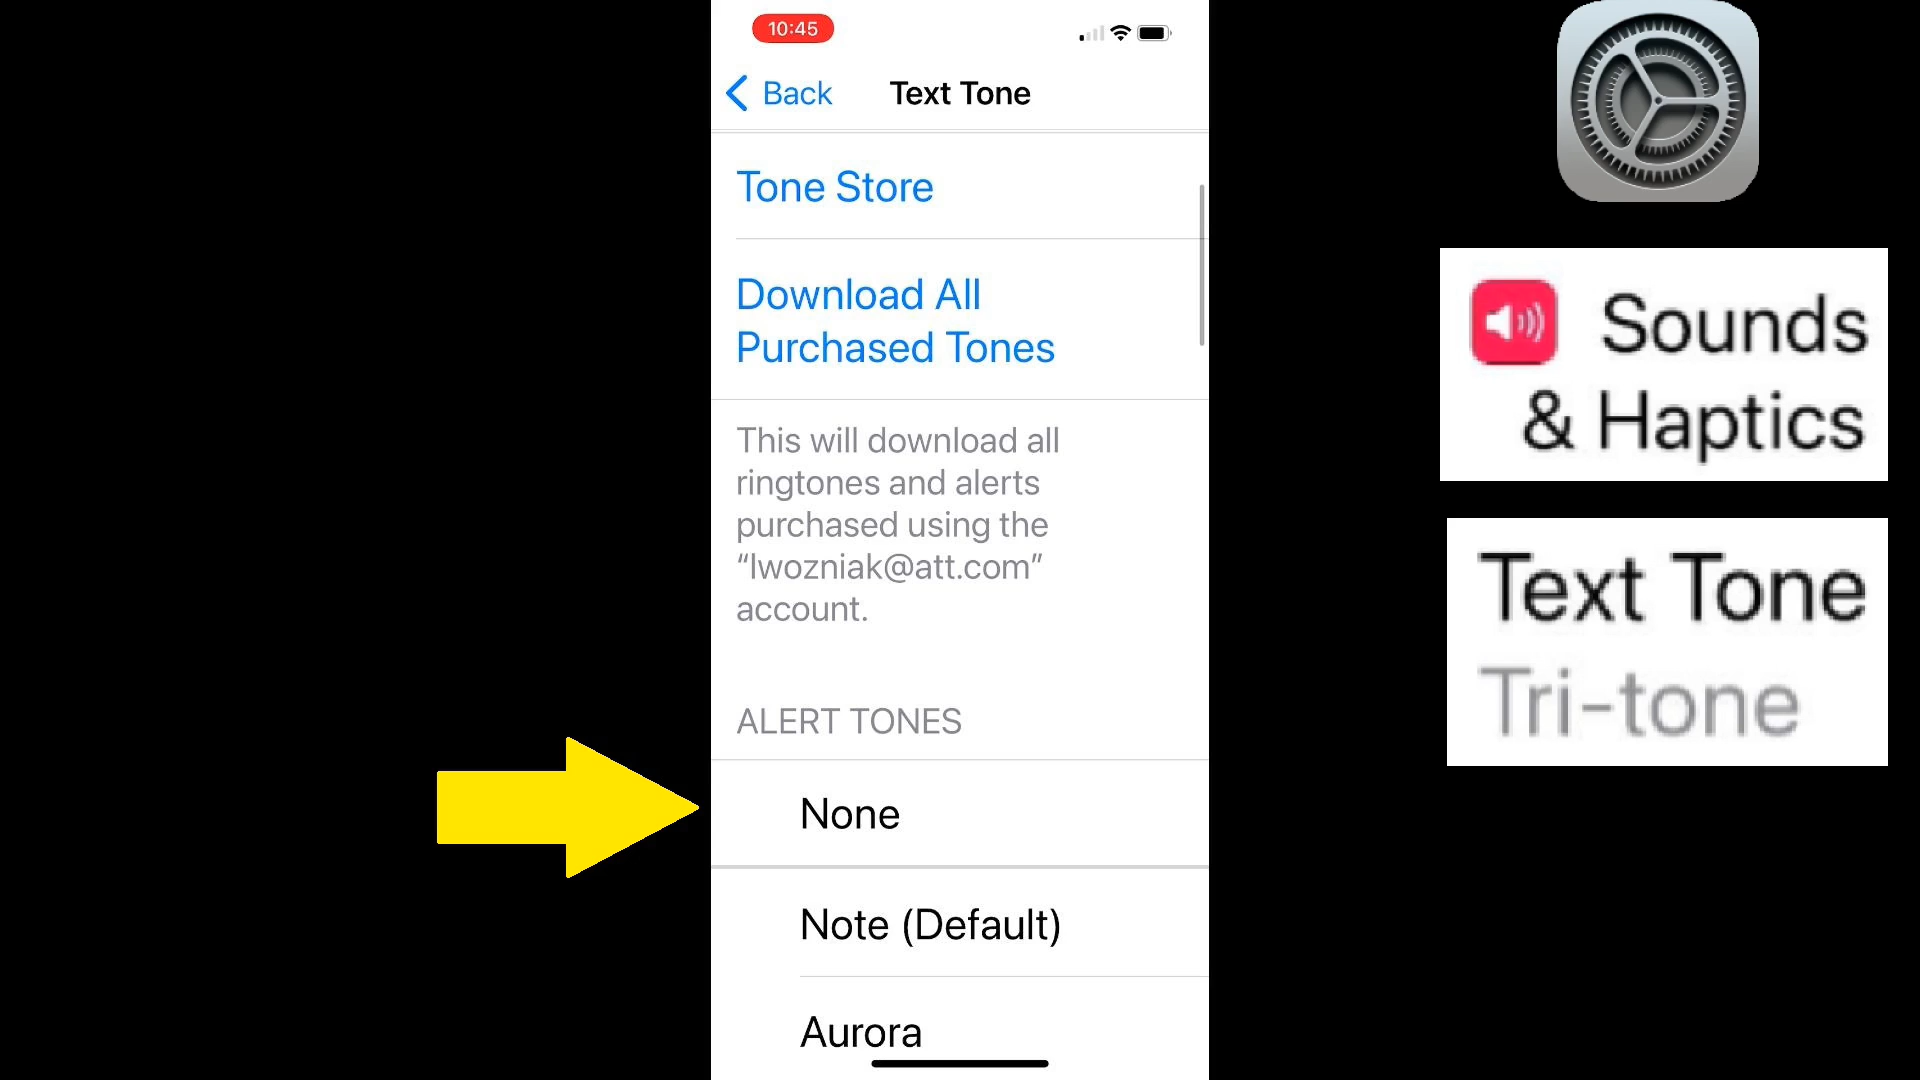 10:45
Back
Text Tone
Tone Store
Download All
Purchased Tones
This will download all
ringtones and alerts
purchased using the
“lwozniak@att.com”
account.
ALERT TONES
None
Note (Default)
Aurora
Sounds
& Haptics
Text Tone
Tri-tone